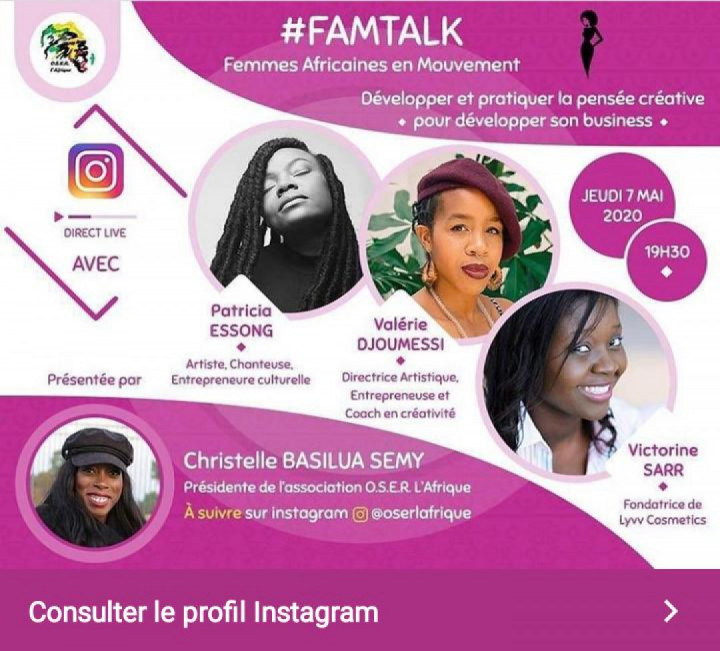 O.S.E.R.
l'Afrique
#FAMTALK
Femmes Africaines en Mouvement
Développer et pratiquer la pensée créative
pour développer son business
DIRECT LIVE
AVEC
JEUDI 7 MAI
2020
19H30
Patricia
ESSONG
Artiste, Chanteuse,
Entrepreneure culturelle
Valérie
DJOUMESSI
Directrice Artistique,
Entrepreneuse et
Coach en créativité
Victorine
SARR
Fondatrice de
Lyvv Cosmetics
Présentée par
Christelle BASILUA SEMY
Présidente de l'association O.S.E.R. L'Afrique
À suivre sur instagram @oserlafrique
Consulter le profil Instagram